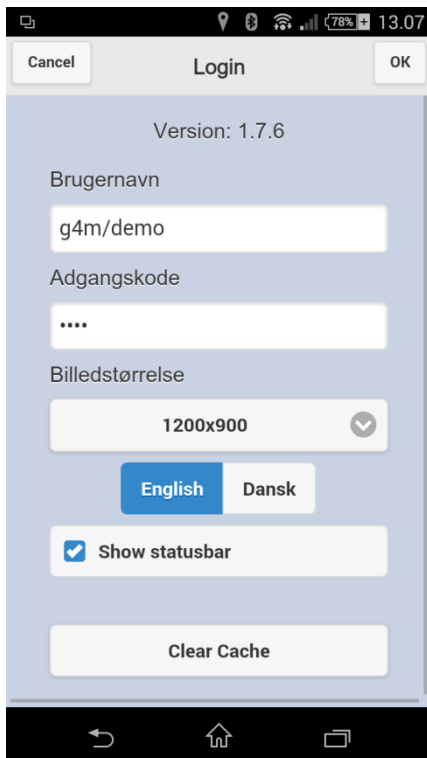 78% 13.07
Cancel Login OK
Version: 1.7.6
Brugernavn
g4m/demo
Adgangskode
••••
Billedstørrelse
1200x900
English Dansk
Show statusbar
Clear Cache